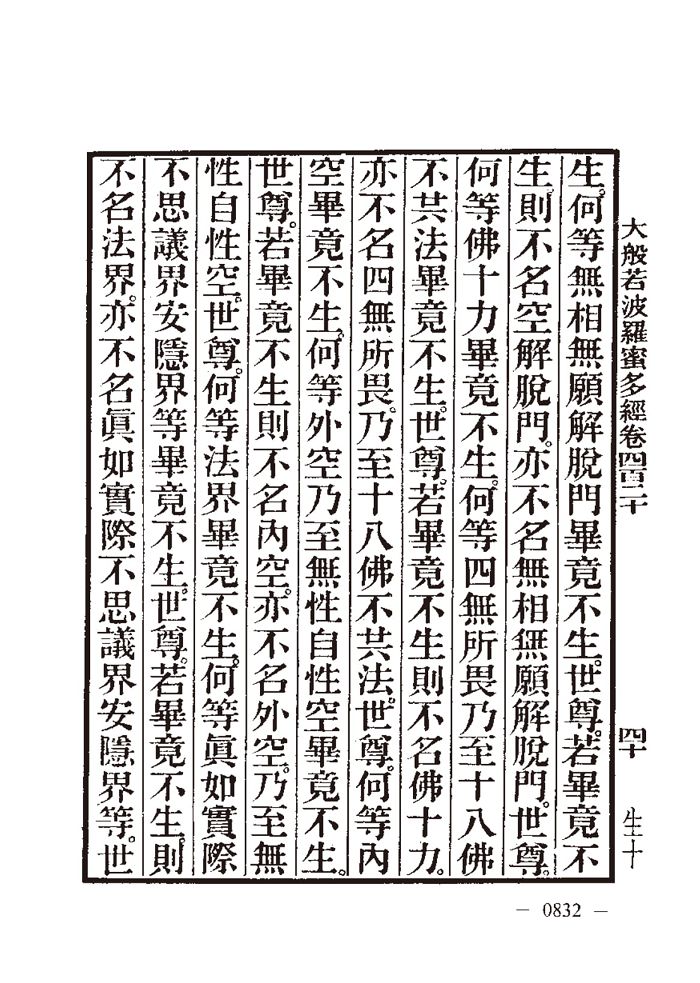 大般若波羅蜜多經卷四百二十 四十 生十
生。何等無相無願解脫門畢竟不生。世尊。若畢竟不
生。則不名空解脫門。亦不名無相無願解脫門。世尊。
何等佛十力畢竟不生。何等四無所畏乃至十八佛
不共法畢竟不生。世尊。若畢竟不生則不名佛十力。
亦不名四無所畏。乃至十八佛不共法。世尊。何等內
空畢竟不生。何等外空乃至無性自性空畢竟不生。
世尊。若畢竟不生則不名內空。亦不名外空。乃至無
性自性空。世尊。何等法界畢竟不生。何等眞如實際
不思議界安隱界等畢竟不生。世尊。若畢竟不生。則
不名法界。亦不名眞如實際不思議界安隱界等。世
— 0832 —